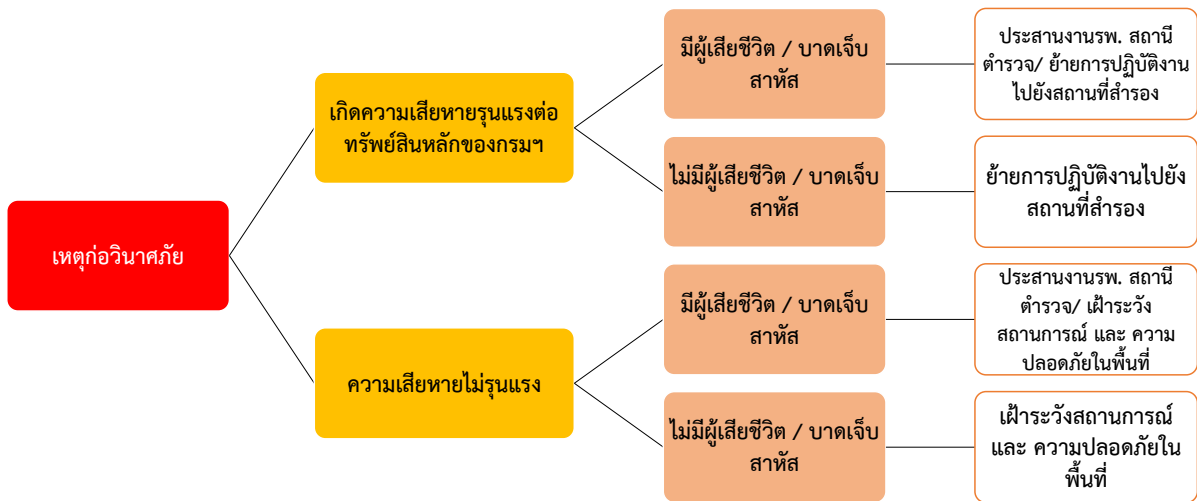 เหตุก่อวินาศภัย
เกิดความเสียหายรุนแรงต่อ
ทรัพย์สินหลักของกรมฯ
มีผู้เสียชีวิต / บาดเจ็บ
สาหัส
ประสานงานรพ. สถานี
ตำรวจ/ ย้ายการปฏิบัติงาน
ไปยังสถานที่สำรอง
ไม่มีผู้เสียชีวิต / บาดเจ็บ
สาหัส
ย้ายการปฏิบัติงานไปยัง
สถานที่สำรอง
ความเสียหายไม่รุนแรง
มีผู้เสียชีวิต / บาดเจ็บ
สาหัส
ประสานงานรพ. สถานี
ตำรวจ/ เฝ้าระวัง
สถานการณ์ และ ความ
ปลอดภัยในพื้นที่
ไม่มีผู้เสียชีวิต / บาดเจ็บ
สาหัส
เฝ้าระวังสถานการณ์
และ ความปลอดภัยใน
พื้นที่